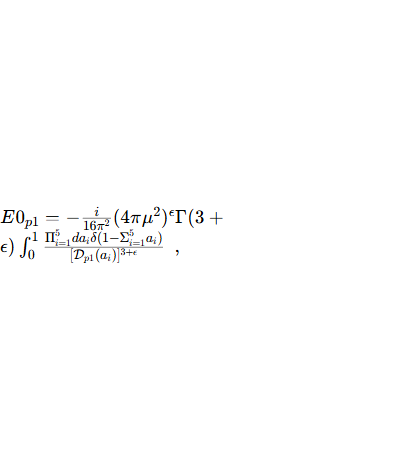 $E0_{p1} = -\frac{i}{16\pi^2}(4\pi\mu^2)^\epsilon \Gamma(3 +$
$\epsilon) \int_0^1 \frac{\Pi_{i=1}^5 da_i \delta(1-\Sigma_{i=1}^5 a_i)}{[\mathcal{D}_{p1}(a_i)]^{3+\epsilon}} \ \ ,$